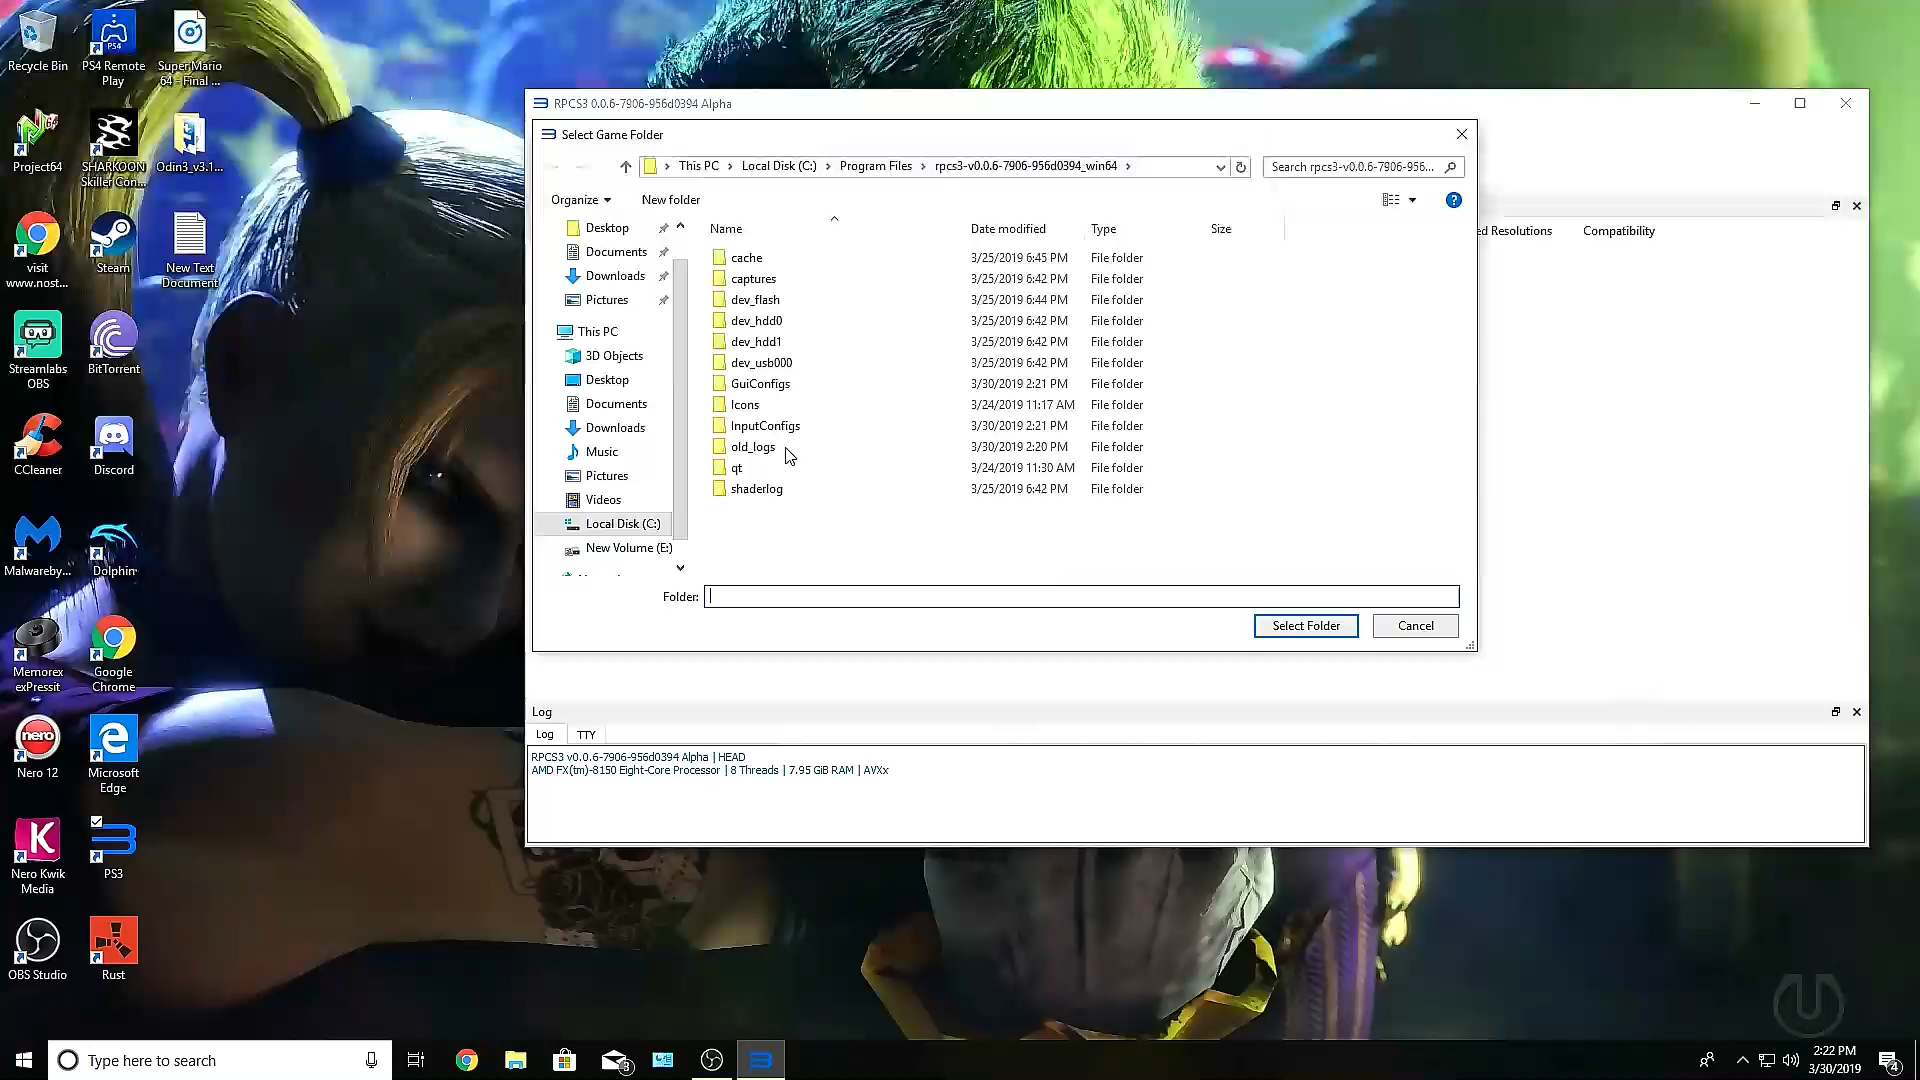 Recycle Bin
PS4 Remote
Play
Super Mario
64 - Final ...
Project64
SHARKOON
Skiller Con...
Odin3_v3.1...
visit
www.nost...
Steam
New Text
Document
Streamlabs
OBS
BitTorrent
CCleaner
Discord
Malwareby...
Dolphin
Memorex
exPressit
Google
Chrome
nero
Nero 12
Microsoft
Edge
Nero Kwik
Media
PS3
OBS Studio
Rust
RPCS3 0.0.6-7906-956d0394 Alpha
Select Game Folder
This PC
Local Disk (C:)
Program Files
rpcs3-v0.0.6-7906-956d0394_win64
Search rpcs3-v0.0.6-7906-956...
Organize
New folder
Desktop
Documents
Downloads
Pictures
This PC
3D Objects
Desktop
Documents
Downloads
Music
Pictures
Videos
Local Disk (C:)
New Volume (E:)
Name Date modified Type Size
cache 3/25/2019 6:45 PM File folder
captures 3/25/2019 6:42 PM File folder
dev_flash 3/25/2019 6:44 PM File folder
dev_hdd0 3/25/2019 6:42 PM File folder
dev_hdd1 3/25/2019 6:42 PM File folder
dev_usb000 3/25/2019 6:42 PM File folder
GuiConfigs 3/30/2019 2:21 PM File folder
Icons 3/24/2019 11:17 AM File folder
InputConfigs 3/30/2019 2:21 PM File folder
old_logs 3/30/2019 2:20 PM File folder
qt 3/24/2019 11:30 AM File folder
shaderlog 3/25/2019 6:42 PM File folder
Folder:
Select Folder
Cancel
Resolutions
Compatibility
Log
Log
TTY
RPCS3 v0.0.6-7906-956d0394 Alpha | HEAD
AMD FX(tm)-8150 Eight-Core Processor | 8 Threads | 7.95 GiB RAM | AVXx
Type here to search
3
2:22 PM
3/30/2019
4